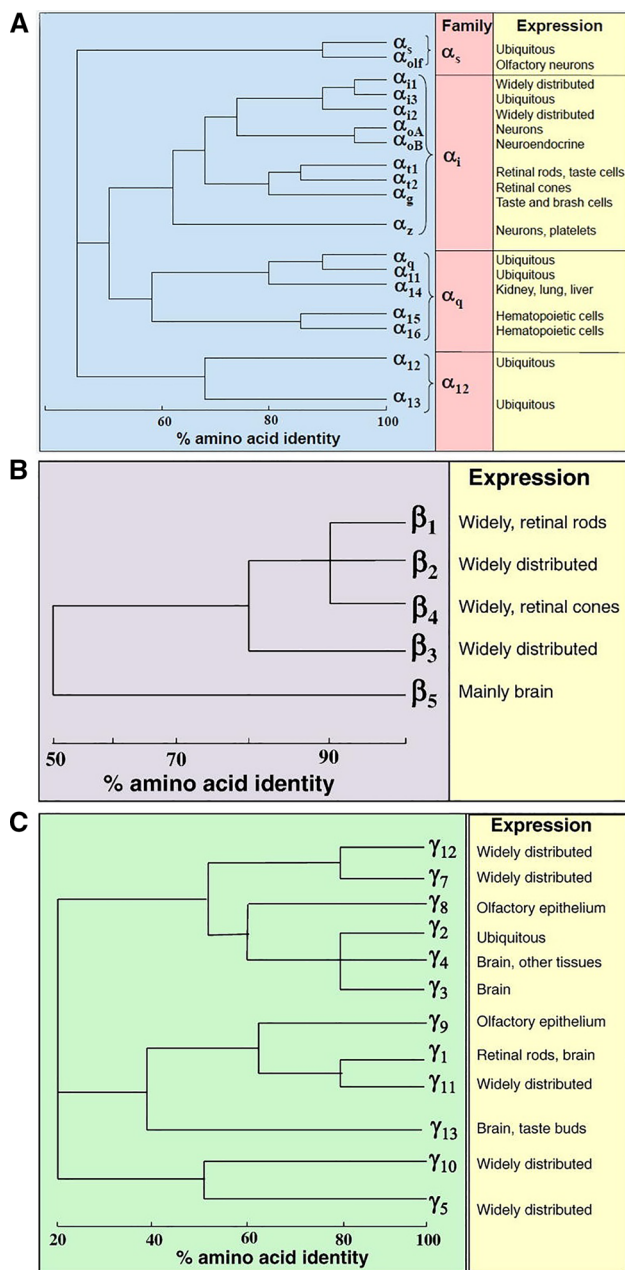 A
Family Expression
αs αs Ubiquitous
αolf Olfactory neurons
αi1 Widely distributed
αi3 Ubiquitous
αi2 Widely distributed
αoA Neurons
αoB Neuroendocrine
αi
αt1 Retinal rods, taste cells
αt2 Retinal cones
αg Taste and brash cells
αz Neurons, platelets
αq Ubiquitous
α11 Ubiquitous
α14 Kidney, lung, liver
αq
α15 Hematopoietic cells
α16 Hematopoietic cells
α12 Ubiquitous
α12
α13 Ubiquitous
60 80 100
% amino acid identity
B
Expression
β1 Widely, retinal rods
β2 Widely distributed
β4 Widely, retinal cones
β3 Widely distributed
β5 Mainly brain
50 70 90
% amino acid identity
C
Expression
γ12 Widely distributed
γ7 Widely distributed
γ8 Olfactory epithelium
γ2 Ubiquitous
γ4 Brain, other tissues
γ3 Brain
γ9 Olfactory epithelium
γ1 Retinal rods, brain
γ11 Widely distributed
γ13 Brain, taste buds
γ10 Widely distributed
γ5 Widely distributed
20 40 60 80 100
% amino acid identity